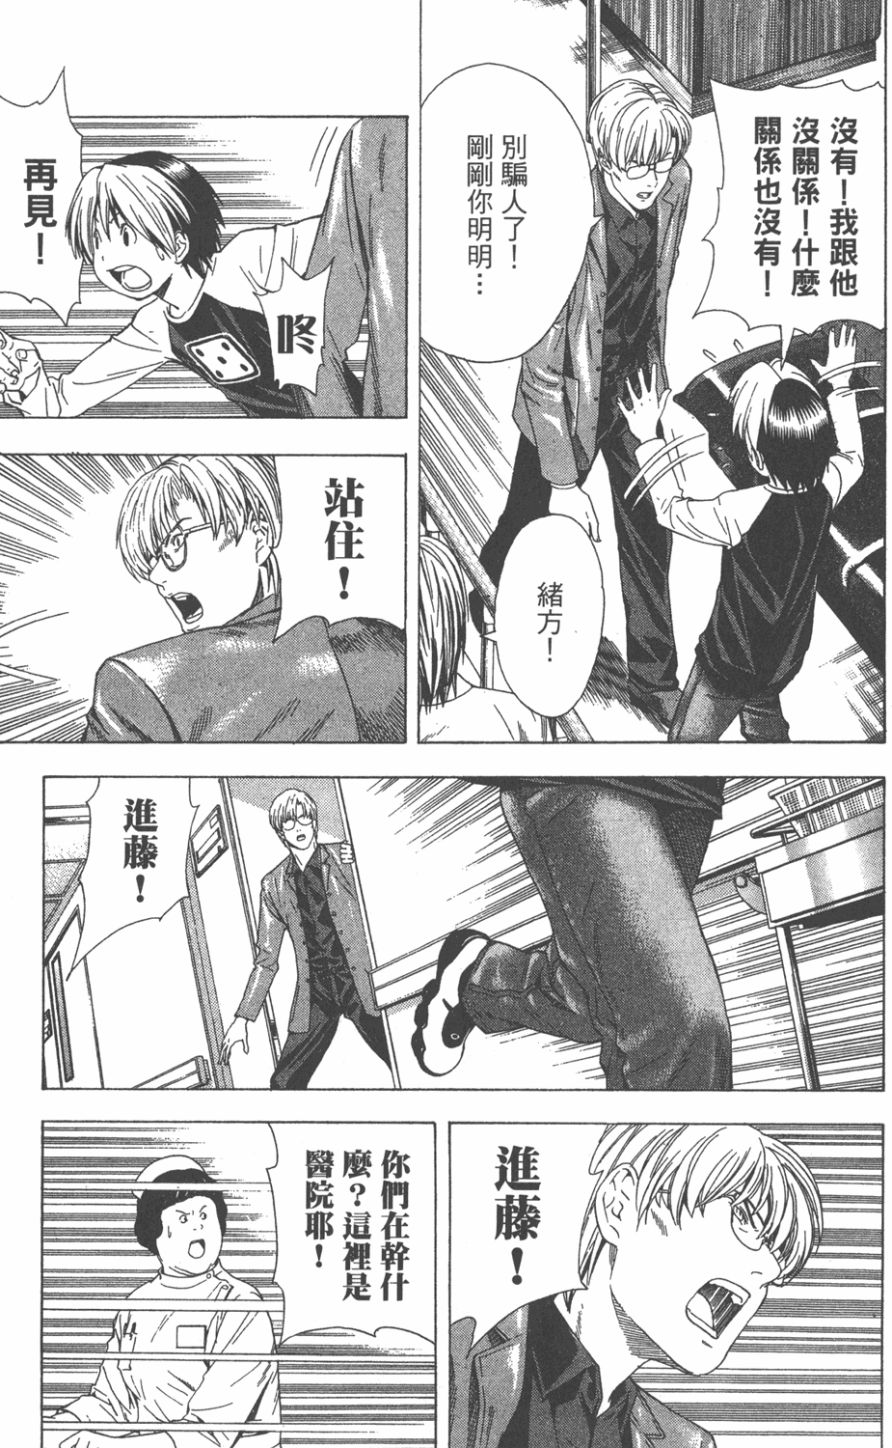 沒有！我跟他
沒關係！什麼
關係也沒有！
別騙人了！
剛剛你明明…
緒方！
咚
再見！
站住！
進藤！
進藤！
你們在幹什
麼？這裡是
醫院耶！